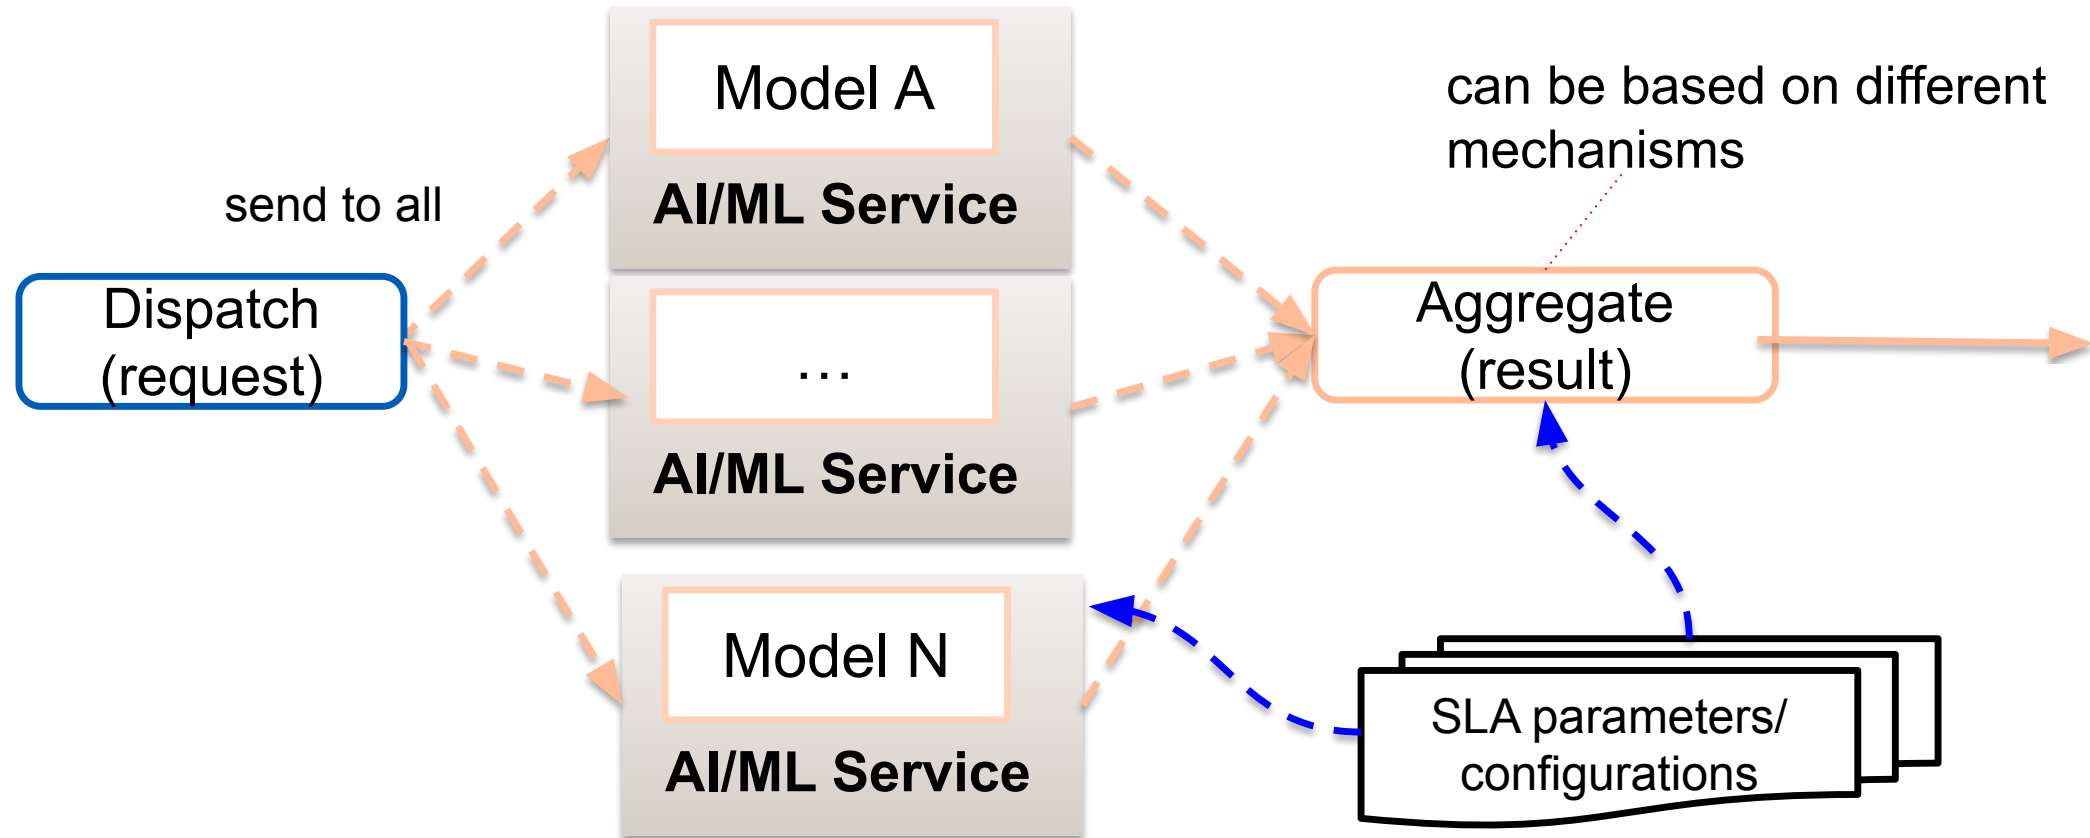 Model A
AI/ML Service
can be based on different
mechanisms
send to all
Dispatch
(request)
…
AI/ML Service
Aggregate
(result)
Model N
AI/ML Service
SLA parameters/
configurations